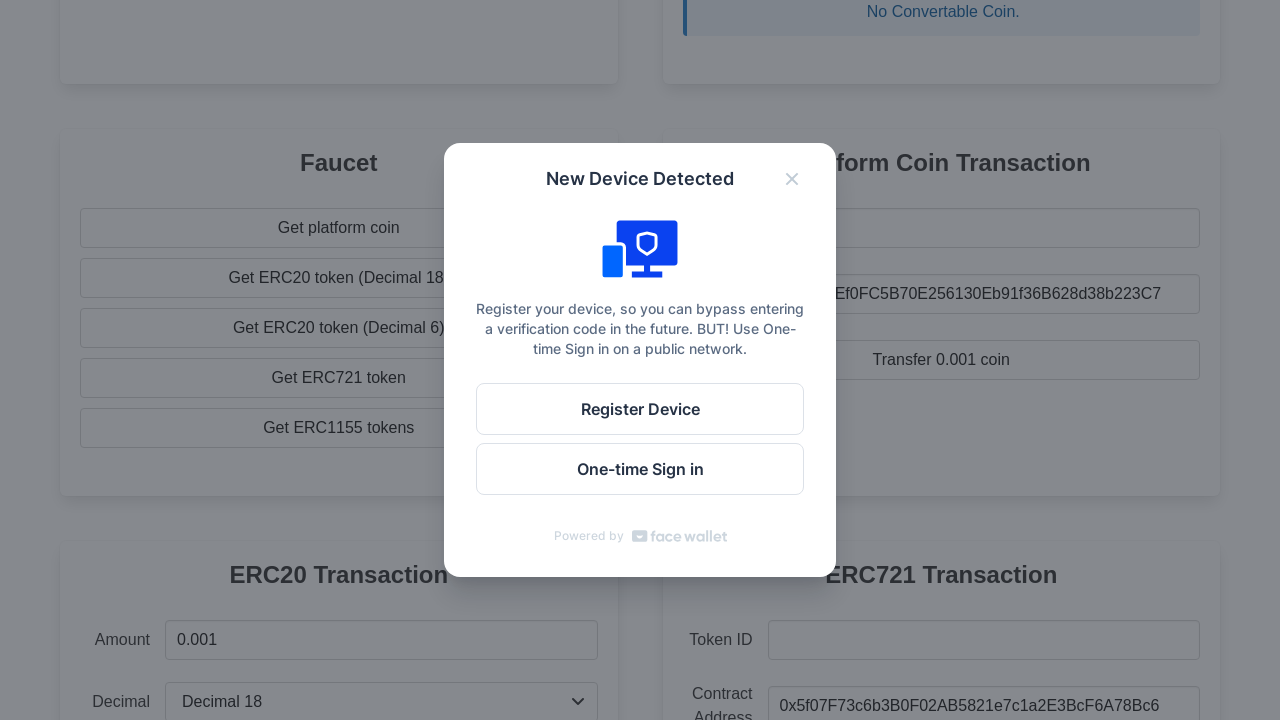 No Convertable Coin.
Faucet
form Coin Transaction
Get platform coin
Get ERC20 token (Decimal 18
Get ERC20 token (Decimal 6)
Get ERC721 token
Get ERC1155 tokens
Ef0FC5B70E256130Eb91f36B628d38b223C7
Transfer 0.001 coin
New Device Detected
Register your device, so you can bypass entering
a verification code in the future. BUT! Use One-
time Sign in on a public network.
Register Device
One-time Sign in
Powered by face wallet
ERC20 Transaction
Amount 0.001
Decimal Decimal 18
ERC721 Transaction
Token ID
Contract
Address 0x5f07F73c6b3B0F02AB5821e7c1a2E3BcF6A78Bc6